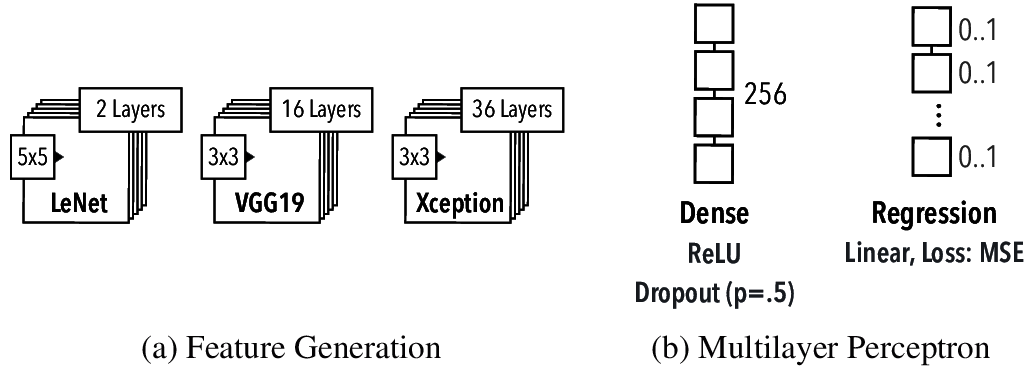 2 Layers
5x5
LeNet
16 Layers
3x3
VGG19
36 Layers
3x3
Xception
(a) Feature Generation
256
Dense
ReLU
Dropout (p=.5)
0..1
0..1
0..1
Regression
Linear, Loss: MSE
(b) Multilayer Perceptron